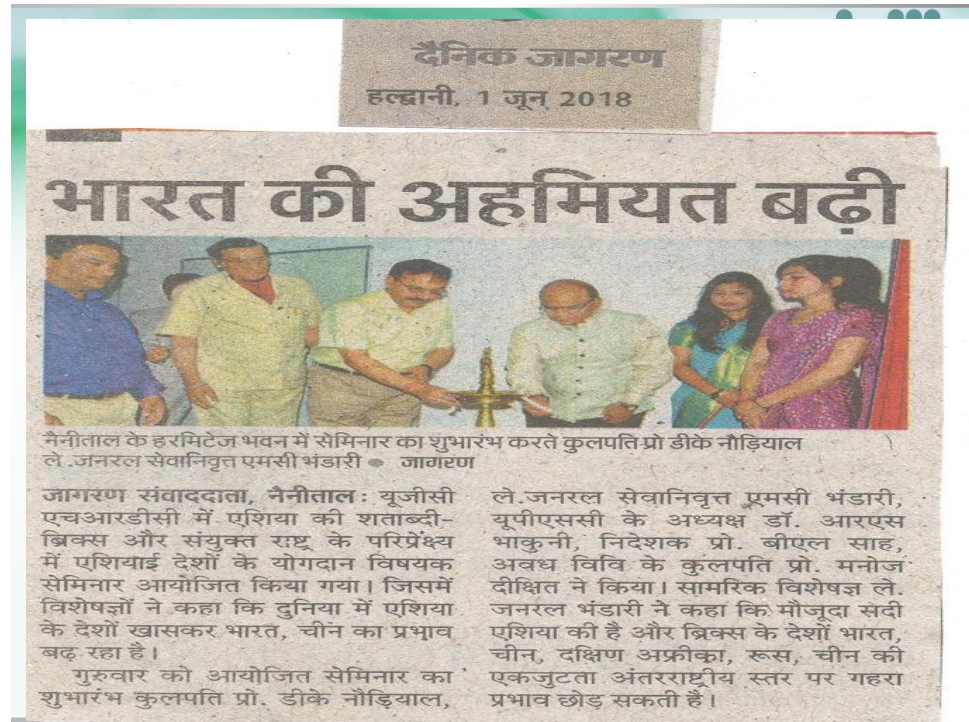 दैनिक जागरण
हल्द्वानी, 1 जून 2018
भारत की अहमियत बढ़ी
नैनीताल के हरमिटेज भवन में सेमिनार का शुभारंभ करते कुलपति प्रो डीके नौड़ियाल
ले .जनरल सेवानिवृत्त एमसी भंडारी ● जागरण
जागरण संवाददाता, नैनीताल : यूजीसी
एचआरडीसी में एशिया की शताब्दी-
ब्रिक्स और संयुक्त राष्ट्र के परिप्रेक्ष्य
में एशियाई देशों के योगदान विषयक
सेमिनार आयोजित किया गया। जिसमें
विशेषज्ञों ने कहा कि दुनिया में एशिया
के देशों खासकर भारत, चीन का प्रभाव
बढ़ रहा है।
गुरुवार को आयोजित सेमिनार का
शुभारंभ कुलपति प्रो. डीके नौड़ियाल,
ले.जनरल सेवानिवृत्त एमसी भंडारी,
यूपीएससी के अध्यक्ष डॉ. आरएस
भाकुनी, निदेशक प्रो. बीएल साह,
अवध विवि के कुलपति प्रो. मनोज
दीक्षित ने किया। सामरिक विशेषज्ञ ले.
जनरल भंडारी ने कहा कि मौजूदा सदी
एशिया की है और ब्रिक्स के देशों भारत,
चीन, दक्षिण अफ्रीका, रूस, चीन की
एकजुटता अंतरराष्ट्रीय स्तर पर गहरा
प्रभाव छोड़ सकती है।